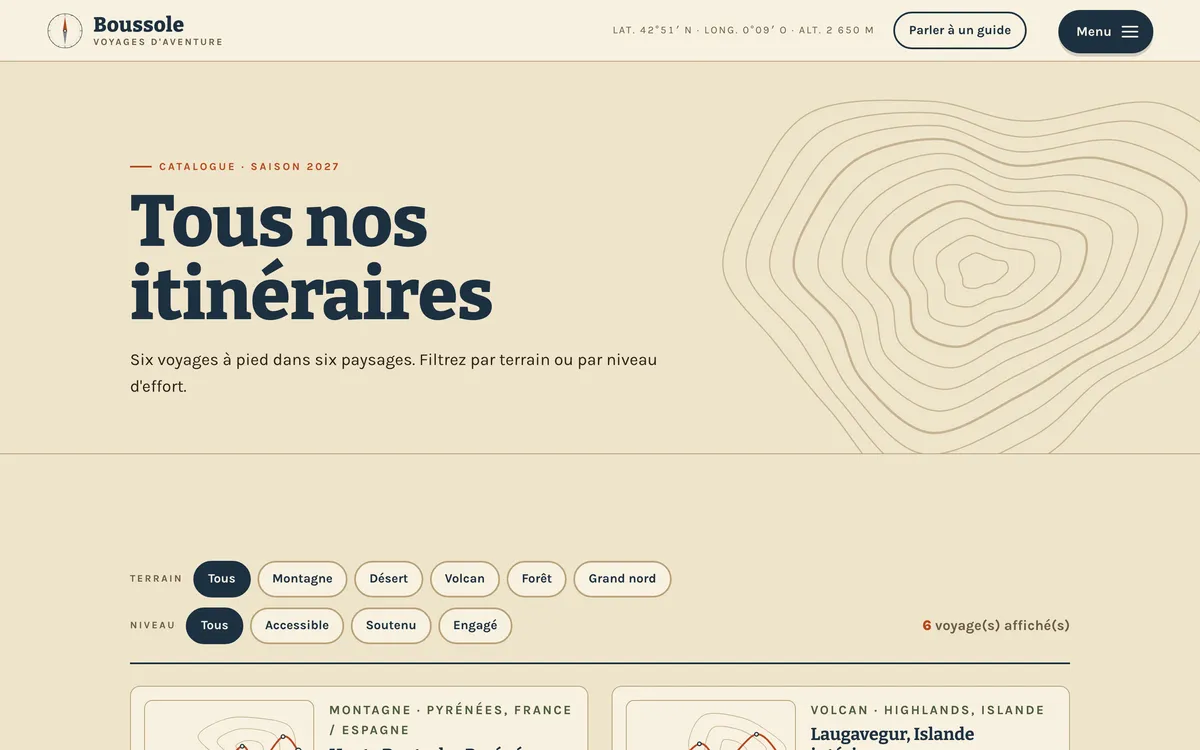 Boussole
VOYAGES D'AVENTURE
LAT. 42°51′ N · LONG. 0°09′ O · ALT. 2 650 M
Parler à un guide
Menu
CATALOGUE · SAISON 2027
Tous nos
itinéraires
Six voyages à pied dans six paysages. Filtrez par terrain ou par niveau
d'effort.
TERRAIN
Tous
Montagne
Désert
Volcan
Forêt
Grand nord
NIVEAU
Tous
Accessible
Soutenu
Engagé
6 voyage(s) affiché(s)
MONTAGNE · PYRÉNÉES, FRANCE
/ ESPAGNE
VOLCAN · HIGHLANDS, ISLANDE
Laugavegur, Islande